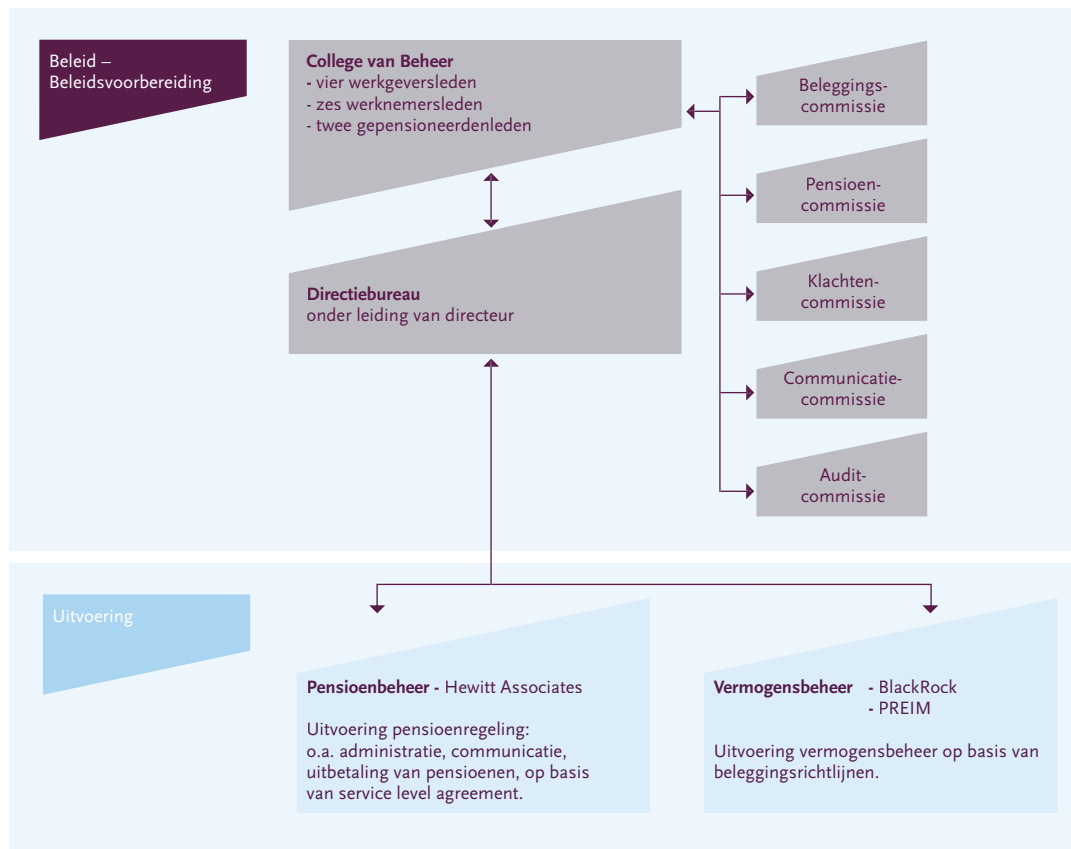 Beleid –
Beleidsvoorbereiding
College van Beheer
- vier werkgeversleden
- zes werknemersleden
- twee gepensioneerdenleden
Beleggings-
commissie
Pensioen-
commissie
Klachten-
commissie
Communicatie-
commissie
Audit-
commissie
Directiebureau
onder leiding van directeur
Uitvoering
Pensioenbeheer - Hewitt Associates
Uitvoering pensioenregeling:
o.a. administratie, communicatie,
uitbetaling van pensioenen, op basis
van service level agreement.
Vermogensbeheer - BlackRock
- PREIM
Uitvoering vermogensbeheer op basis van
beleggingsrichtlijnen.